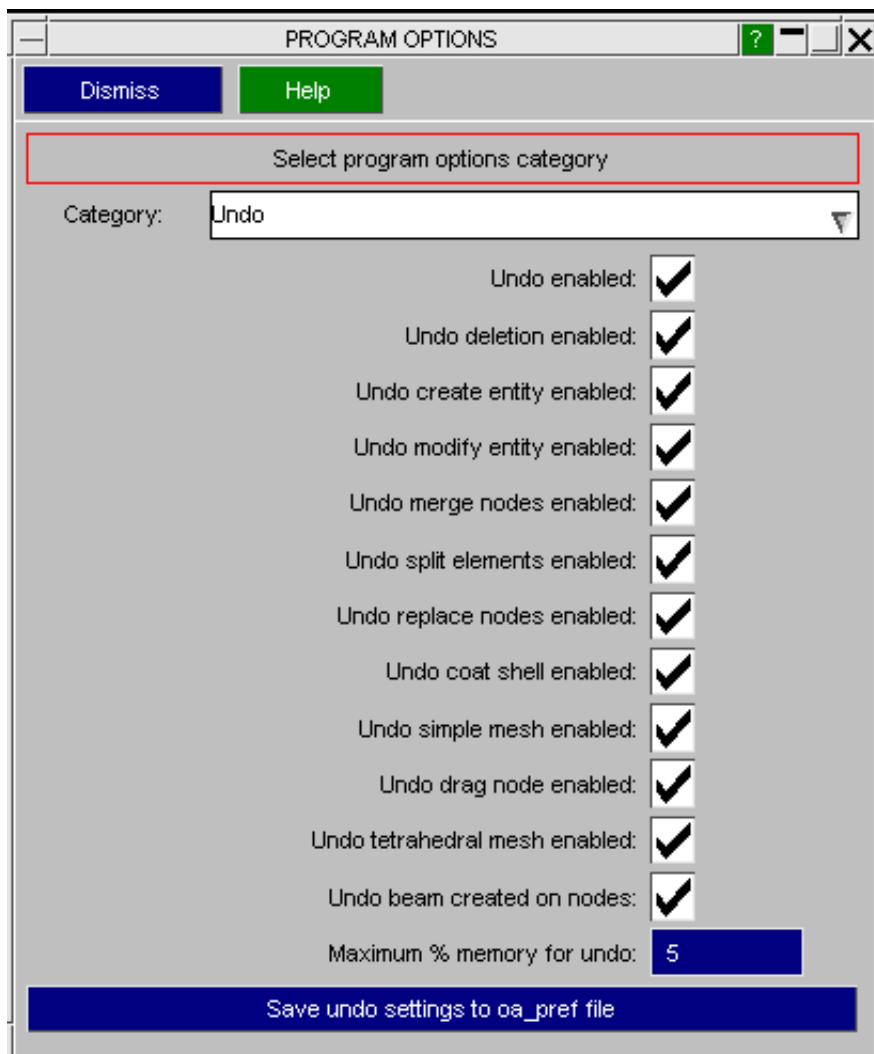 PROGRAM OPTIONS ?
Dismiss Help
Select program options category
Category: Undo
Undo enabled:
Undo deletion enabled:
Undo create entity enabled:
Undo modify entity enabled:
Undo merge nodes enabled:
Undo split elements enabled:
Undo replace nodes enabled:
Undo coat shell enabled:
Undo simple mesh enabled:
Undo drag node enabled:
Undo tetrahedral mesh enabled:
Undo beam created on nodes:
Maximum % memory for undo: 5
Save undo settings to oa_pref file